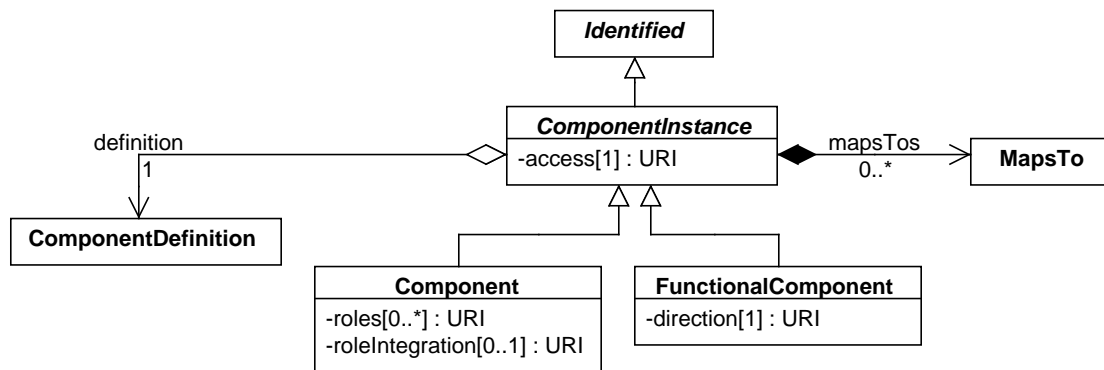 Identified
ComponentInstance
-access[1] : URI
definition
1
mapsTos
0..*
MapsTo
ComponentDefinition
Component
-roles[0..*] : URI
-roleIntegration[0..1] : URI
FunctionalComponent
-direction[1] : URI